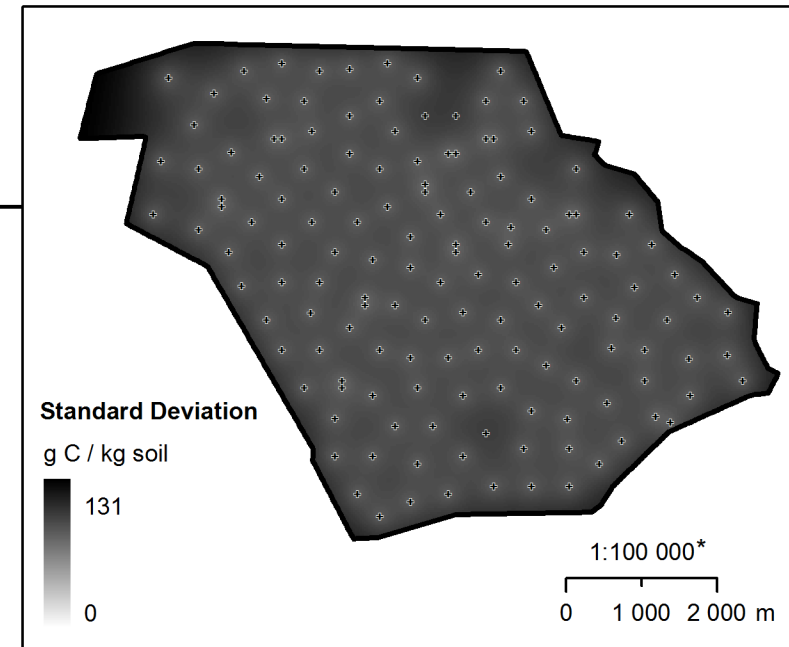 Standard Deviation
g C / kg soil
131
0
1:100 000*
0 1 000 2 000 m